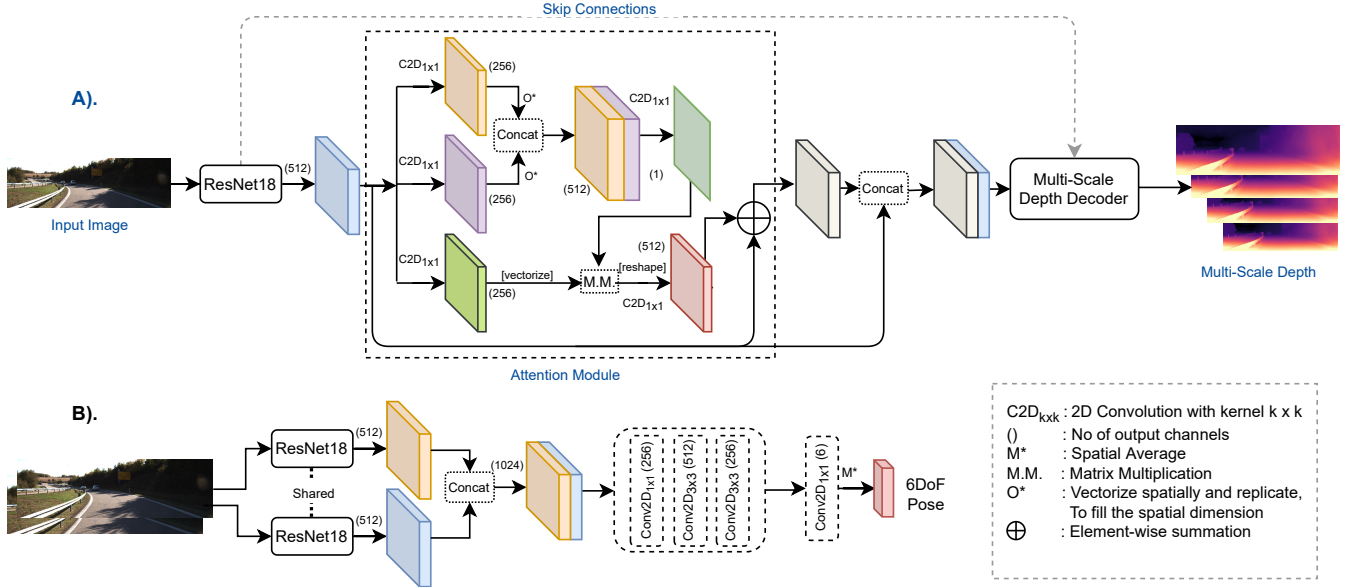 Skip Connections
A).
C2D1x1
(256)
O*
Concat
C2D1x1
(512)
ResNet18
C2D1x1
O*
(256)
(512)
(1)
Concat
Multi-Scale
Depth Decoder
Input Image
C2D1x1
[vectorize]
(256)
M.M.
(512)
[reshape]
C2D1x1
Multi-Scale Depth
Attention Module
B).
ResNet18
(512)
Shared
ResNet18
(512)
Concat
(1024)
Conv2D1x1 (256)
Conv2D3x3 (512)
Conv2D3x3 (256)
Conv2D1x1 (6)
M*
6DoF
Pose
C2Dkxk : 2D Convolution with kernel k x k
() : No of output channels
M* : Spatial Average
M.M. : Matrix Multiplication
O* : Vectorize spatially and replicate,
To fill the spatial dimension
⊕ : Element-wise summation